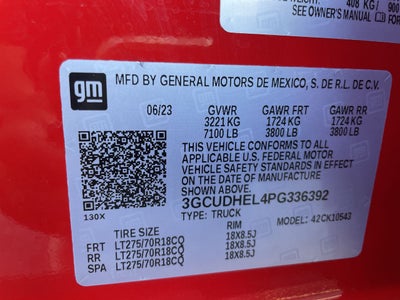 408 KG/ 900
SEE OWNER'S MANUAL
FOR
gm
MFD BY GENERAL MOTORS DE MEXICO, S. DE R.L. DE C.V.
06/23 GVWR GAWR FRT GAWR RR
3221 KG 1724 KG 1724 KG
7100 LB 3800 LB 3800 LB
THIS VEHICLE CONFORMS TO ALL
APPLICABLE U.S. FEDERAL MOTOR
VEHICLE SAFETY STANDARDS IN EFFECT
ON THE DATE OF MANUFACTURE
SHOWN ABOVE.
3GCUDHEL4PG336392
TYPE: TRUCK MODEL: 42CK10543
130X
TIRE SIZE RIM
FRT LT275/70R18CQ 18X8.5J
RR LT275/70R18CQ 18X8.5J
SPA LT275/70R18CQ 18X8.5J